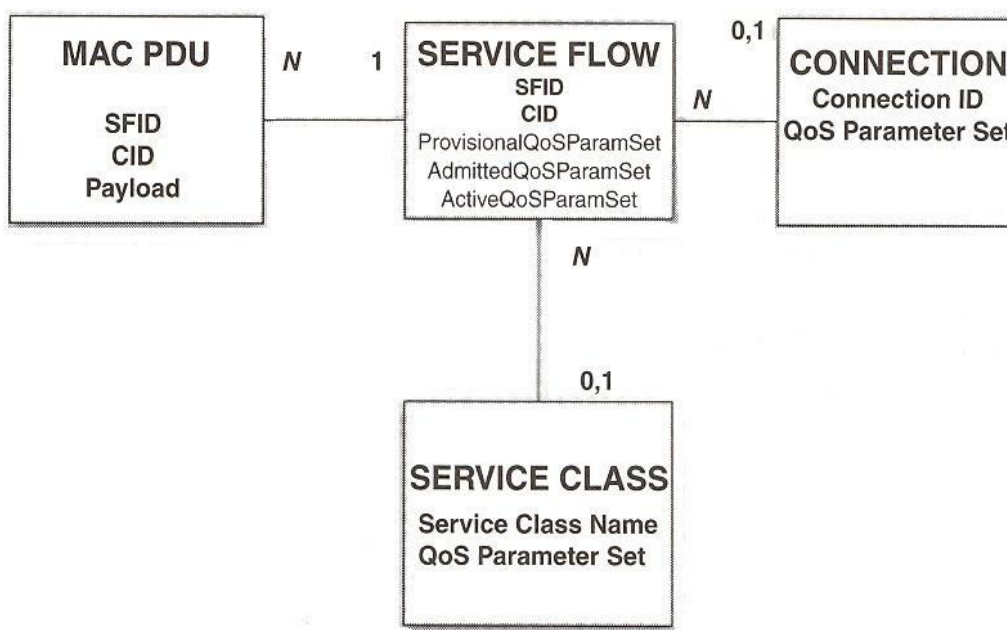 MAC PDU
SFID
CID
Payload
N
1
SERVICE FLOW
SFID
CID
ProvisionalQoSParamSet
AdmittedQoSParamSet
ActiveQoSParamSet
N
0,1
CONNECTION
Connection ID
QoS Parameter Set
N
0,1
SERVICE CLASS
Service Class Name
QoS Parameter Set